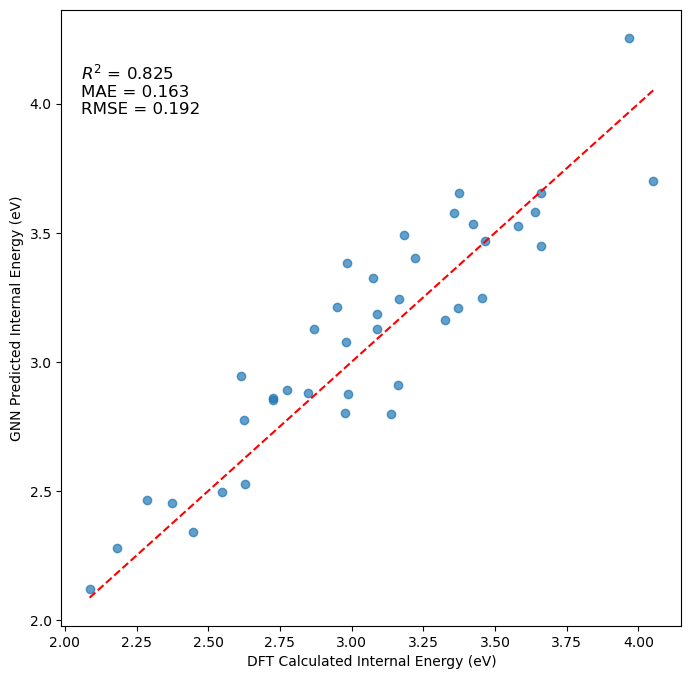 R² = 0.825
MAE = 0.163
RMSE = 0.192
GNN Predicted Internal Energy (eV)
4.0
3.5
3.0
2.5
2.0
2.00 2.25 2.50 2.75 3.00 3.25 3.50 3.75 4.00
DFT Calculated Internal Energy (eV)